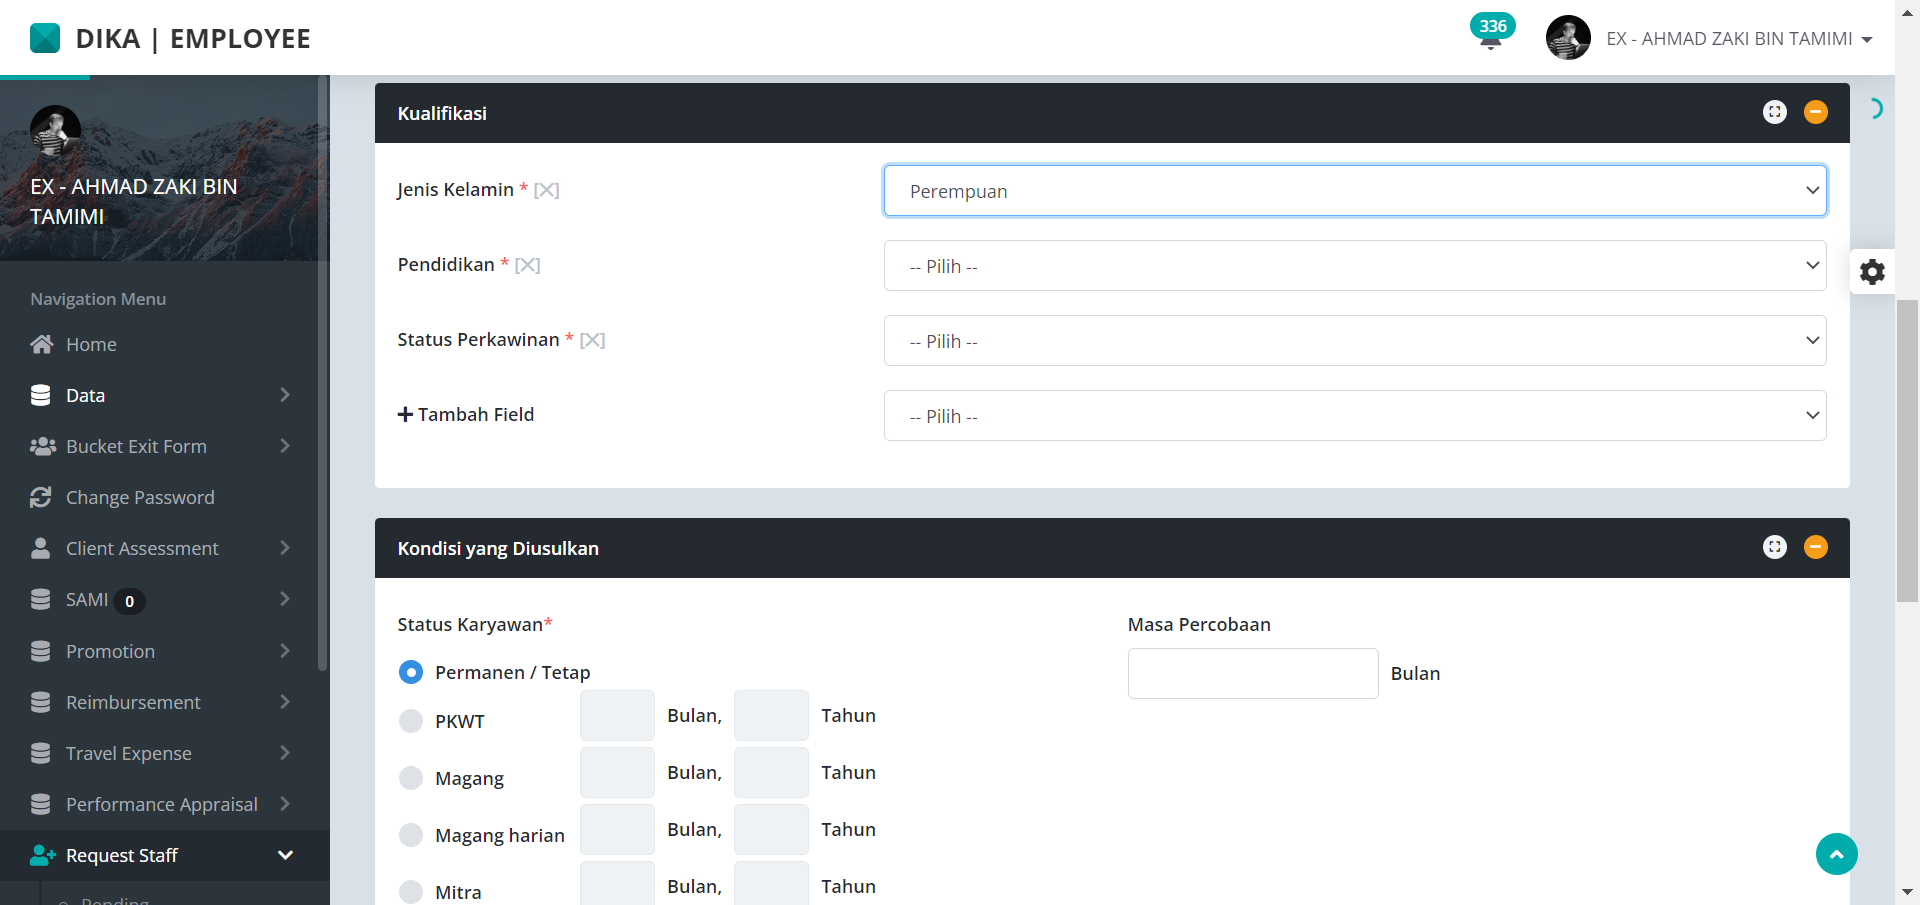 DIKA | EMPLOYEE
336
EX - AHMAD ZAKI BIN TAMIMI
EX - AHMAD ZAKI BIN
TAMIMI
Navigation Menu
Home
Data
Bucket Exit Form
Change Password
Client Assessment
SAMI 0
Promotion
Reimbursement
Travel Expense
Performance Appraisal
Request Staff
Pending
Kualifikasi
Jenis Kelamin *
Perempuan
Pendidikan *
-- Pilih --
Status Perkawinan *
-- Pilih --
Tambah Field
-- Pilih --
Kondisi yang Diusulkan
Status Karyawan*
Masa Percobaan
Permanen / Tetap
Bulan
PKWT Bulan, Tahun
Magang Bulan, Tahun
Magang harian Bulan, Tahun
Mitra Bulan, Tahun